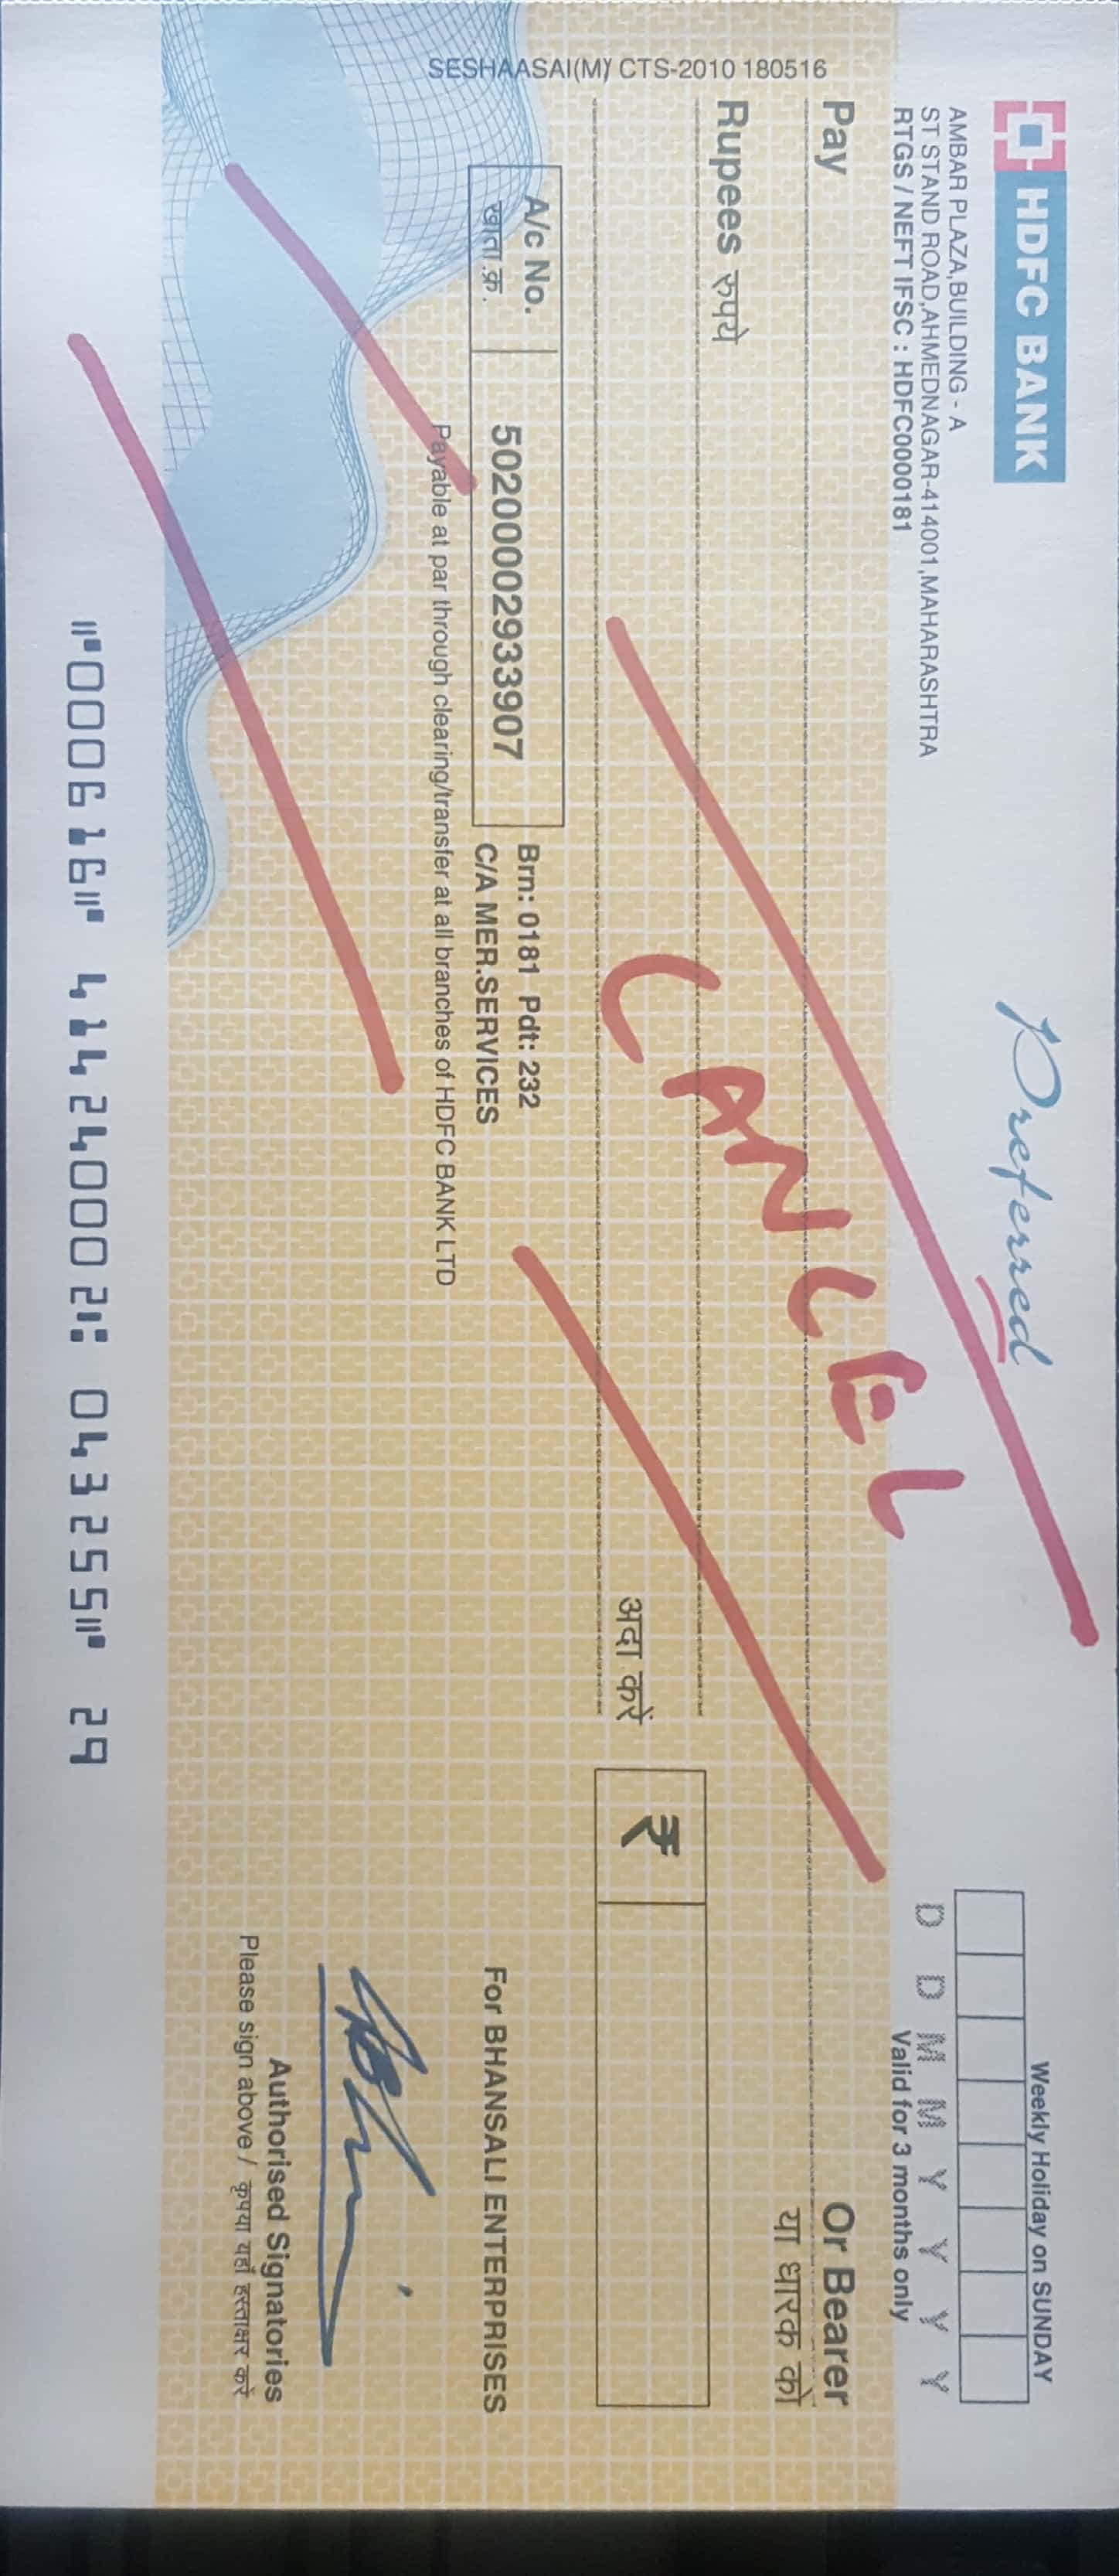 HDFC BANK
Preferred
Weekly Holiday on SUNDAY
AMBAR PLAZA,BUILDING - A
ST STAND ROAD,AHMEDNAGAR-414001,MAHARASHTRA
RTGS / NEFT IFSC : HDFC0000181
D D M M Y Y Y Y
Valid for 3 months only
Pay
Or Bearer
या धारक को
Rupees रुपये
CANCEL
अदा करें
₹
A/c No.
खाता क्र.
50200002933907
Brn: 0181 Pdt: 232
C/A MER.SERVICES
For BHANSALI ENTERPRISES
Payable at par through clearing/transfer at all branches of HDFC BANK LTD
Authorised Signatories
Please sign above / कृपया यहाँ हस्ताक्षर करें
SESHAASAI(M) CTS-2010 180516
⑈000616⑈ 414240002⑆ 043255⑈ 29